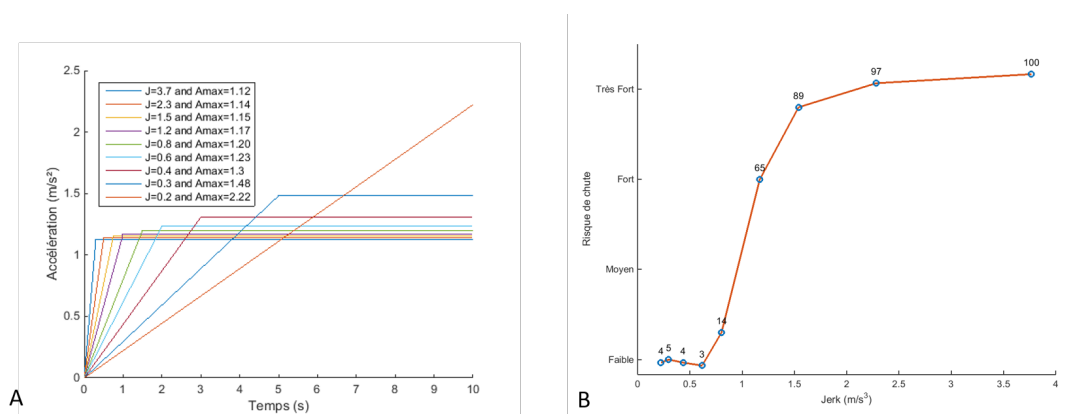 2.5
2
1.5
1
0.5
0
Accélération (m/s²)
J=3.7 and Amax=1.12
J=2.3 and Amax=1.14
J=1.5 and Amax=1.15
J=1.2 and Amax=1.17
J=0.8 and Amax=1.20
J=0.6 and Amax=1.23
J=0.4 and Amax=1.3
J=0.3 and Amax=1.48
J=0.2 and Amax=2.22
0 1 2 3 4 5 6 7 8 9 10
Temps (s)
A
Risque de chute
Très Fort
Fort
Moyen
Faible
4 5 4 3 14 65 89 97 100
0 0.5 1 1.5 2 2.5 3 3.5 4
Jerk (m/s³)
B